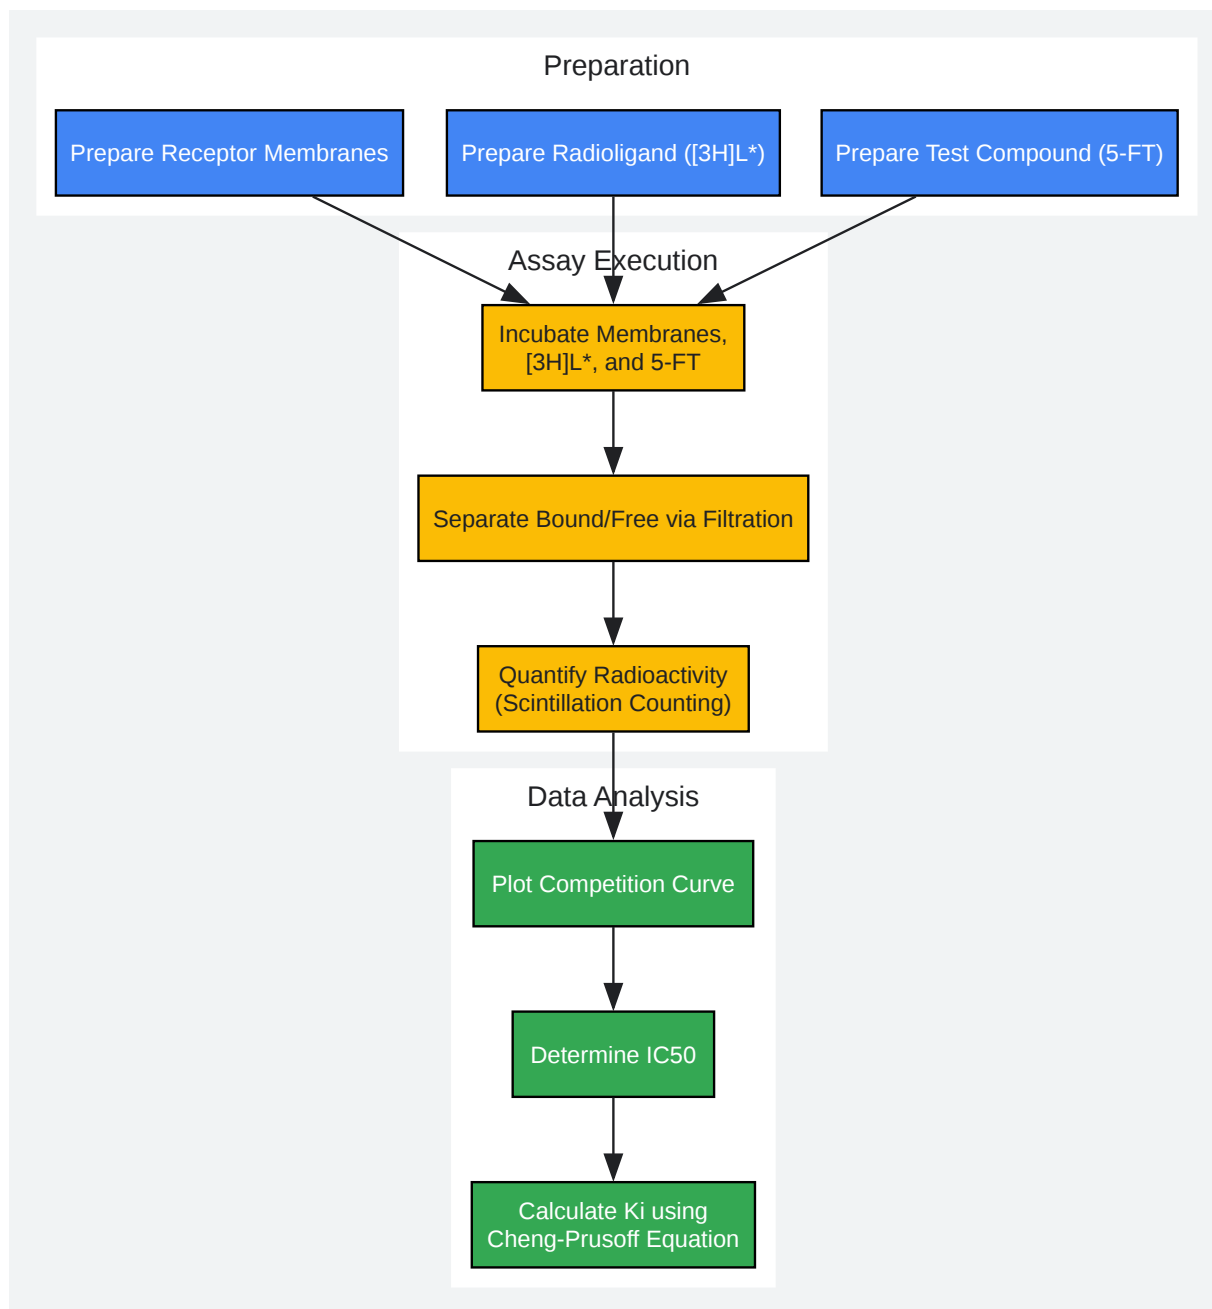 Preparation
Prepare Receptor Membranes
Prepare Radioligand ([3H]L*)
Prepare Test Compound (5-FT)
Assay Execution
Incubate Membranes,
[3H]L*, and 5-FT
Separate Bound/Free via Filtration
Quantify Radioactivity
(Scintillation Counting)
Data Analysis
Plot Competition Curve
Determine IC50
Calculate Ki using
Cheng-Prusoff Equation